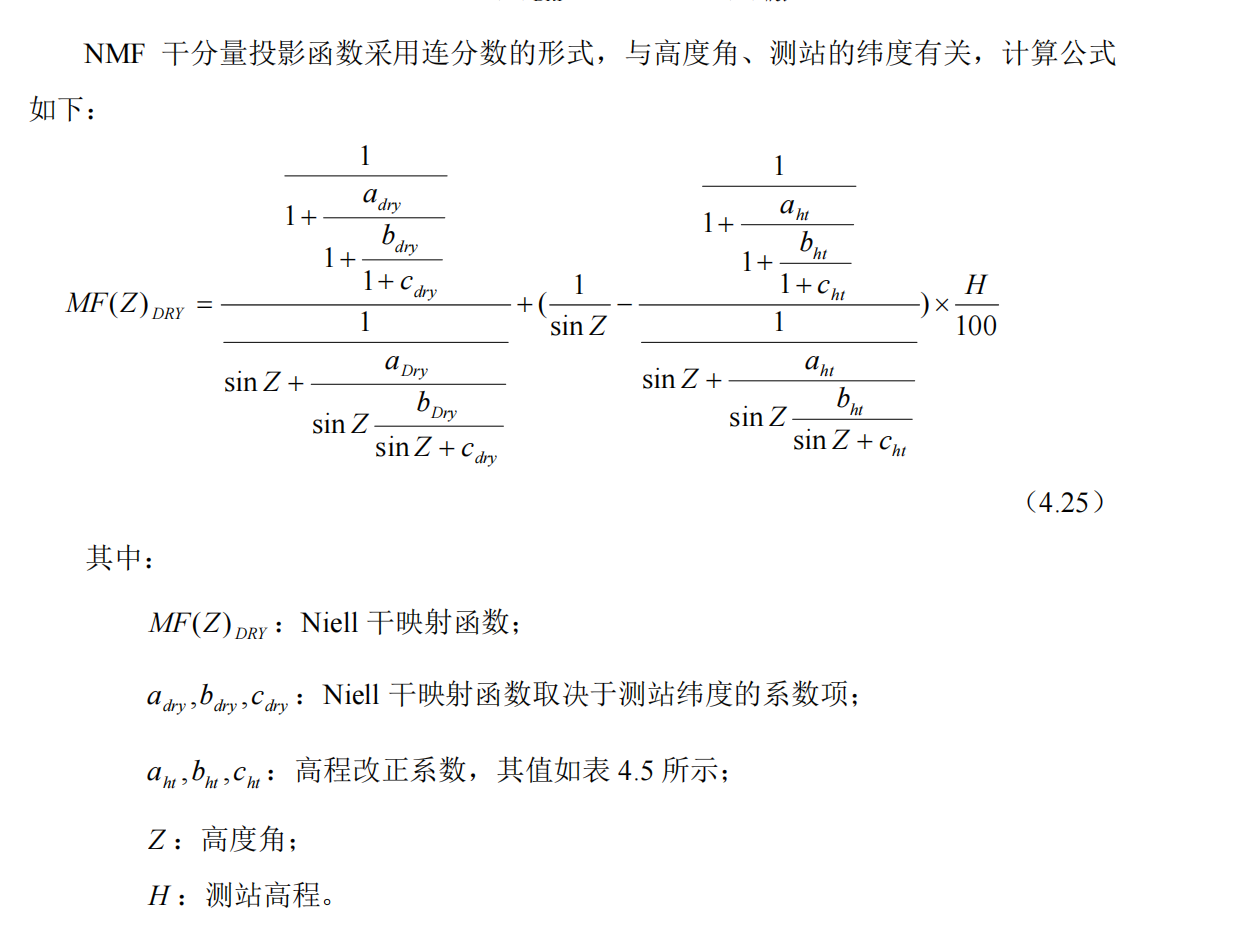 NMF 干分量投影函数采用连分数的形式，与高度角、测站的纬度有关，计算公式
如下：
MF(Z)_{DRY} = \frac{\frac{1}{1+\frac{a_{dry}}{1+\frac{b_{dry}}{1+c_{dry}}}}}{\frac{1}{\sin Z+\frac{a_{Dry}}{\sin Z\frac{b_{Dry}}{\sin Z+c_{dry}}}}}+(\frac{1}{\sin Z}-\frac{\frac{1}{1+\frac{a_{ht}}{1+\frac{b_{ht}}{1+c_{ht}}}}}{\frac{1}{\sin Z+\frac{a_{ht}}{\sin Z\frac{b_{ht}}{\sin Z+c_{ht}}}}})×\frac{H}{100}
（4.25）
其中：
MF(Z)_{DRY}：Niell 干映射函数；
a_{dry},b_{dry},c_{dry}：Niell 干映射函数取决于测站纬度的系数项；
a_{ht},b_{ht},c_{ht}：高程改正系数，其值如表 4.5 所示；
Z：高度角；
H：测站高程。